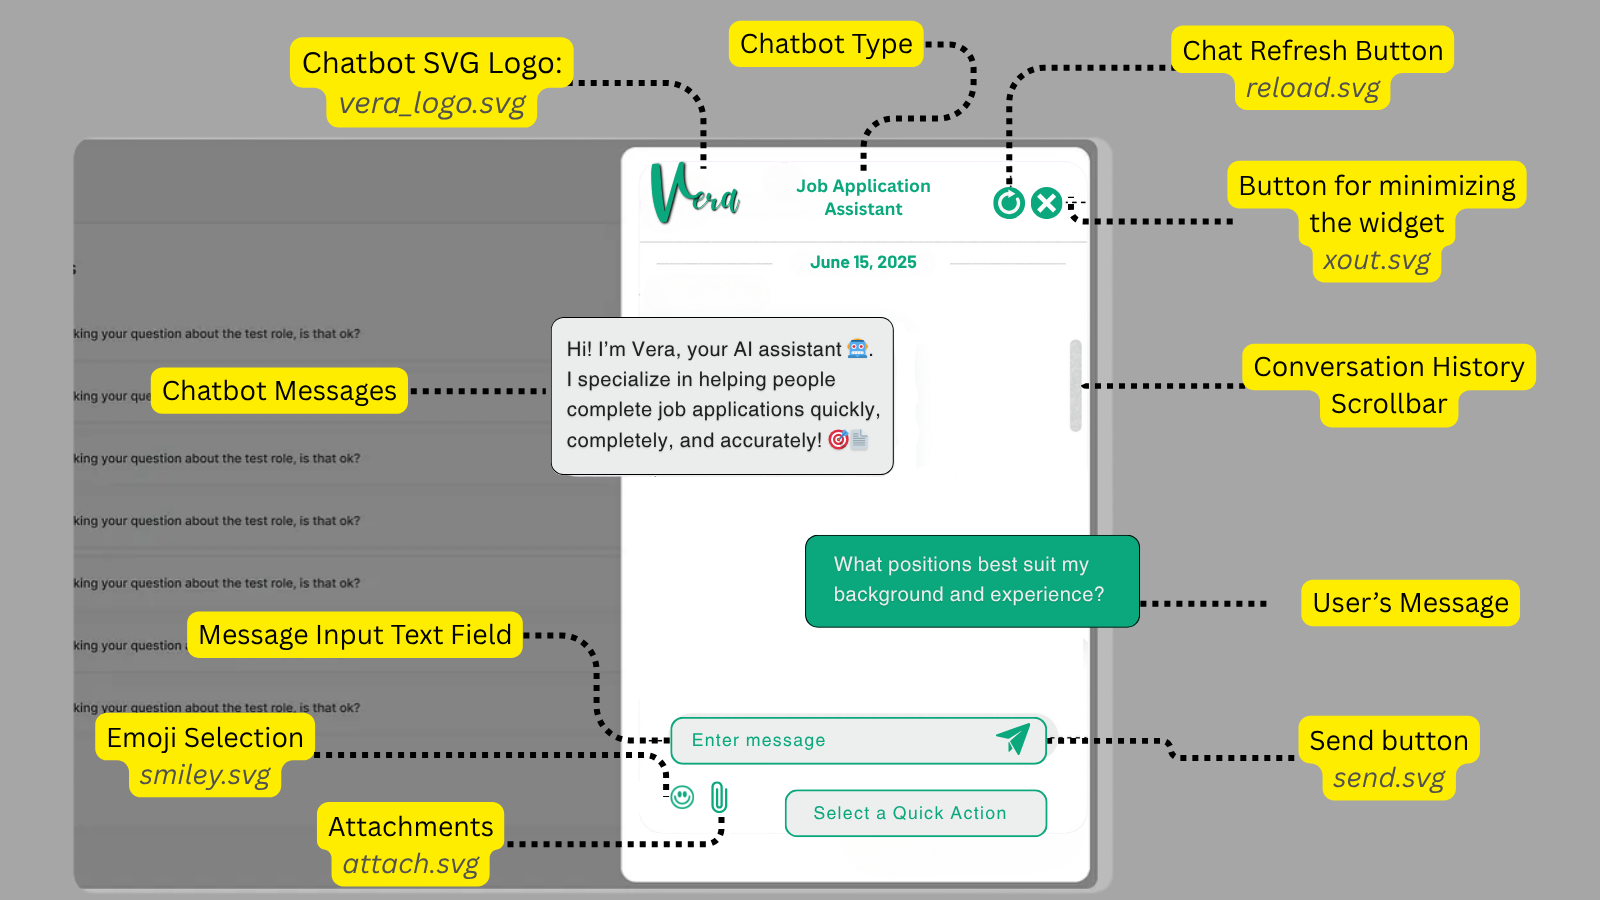 Chatbot SVG Logo:
vera_logo.svg
Chatbot Type
Chat Refresh Button
reload.svg
Button for minimizing
the widget
xout.svg
Vera
Job Application
Assistant
June 15, 2025
s
king your question about the test role, is that ok?
Chatbot Messages
king you
Hi! I’m Vera, your AI assistant 🤖.
I specialize in helping people
complete job applications quickly,
completely, and accurately! 🎯📄
Conversation History
Scrollbar
king your question about the test role, is that ok?
king your question about the test role, is that ok?
What positions best suit my
background and experience?
king your question about the test role, is that ok?
User’s Message
Message Input Text Field
king your question a
king your question about the test role, is that ok?
Emoji Selection
smiley.svg
Enter message
Send button
send.svg
Attachments
attach.svg
Select a Quick Action